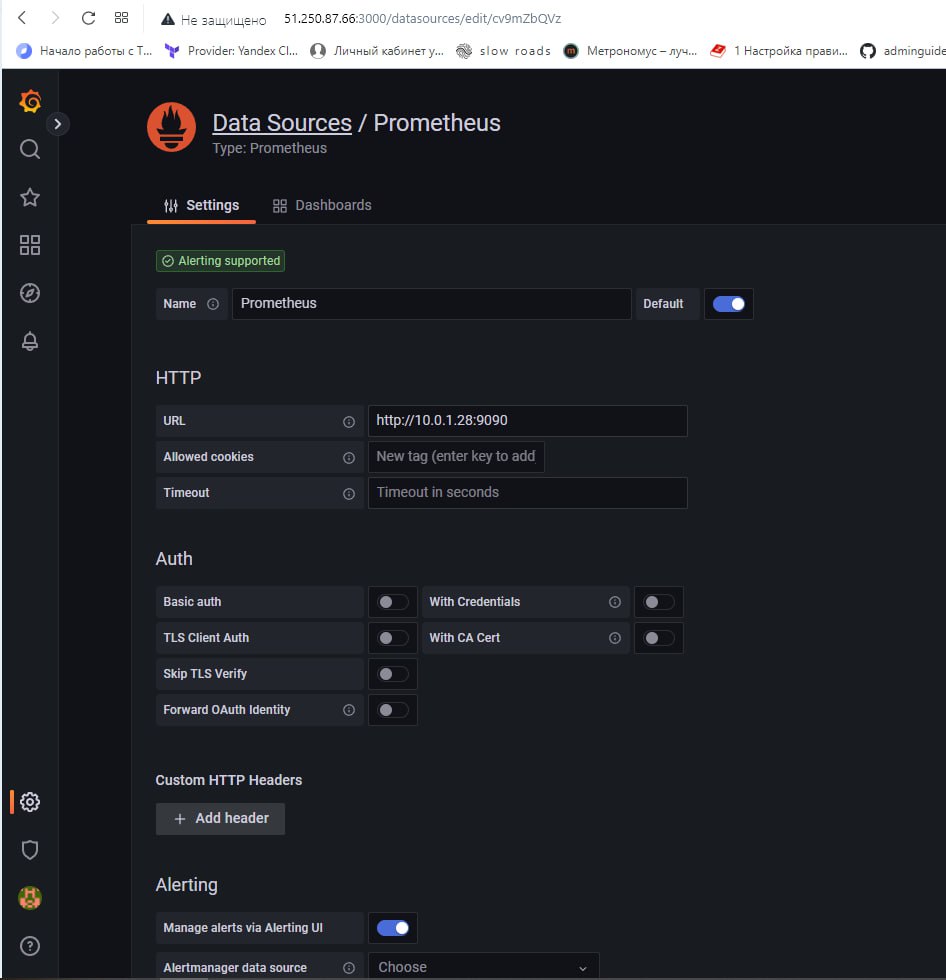 Не защищено 51.250.87.66:3000/datasources/edit/cv9mZbQVz
Начало работы с T... Provider: Yandex Cl... Личный кабинет у... slow roads Метрономус – луч... 1 Настройка прави... adminguide
Data Sources / Prometheus
Type: Prometheus
Settings Dashboards
Alerting supported
Name Prometheus Default
HTTP
URL http://10.0.1.28:9090
Allowed cookies New tag (enter key to add
Timeout Timeout in seconds
Auth
Basic auth With Credentials
TLS Client Auth With CA Cert
Skip TLS Verify
Forward OAuth Identity
Custom HTTP Headers
+ Add header
Alerting
Manage alerts via Alerting UI
Alertmanager data source Choose